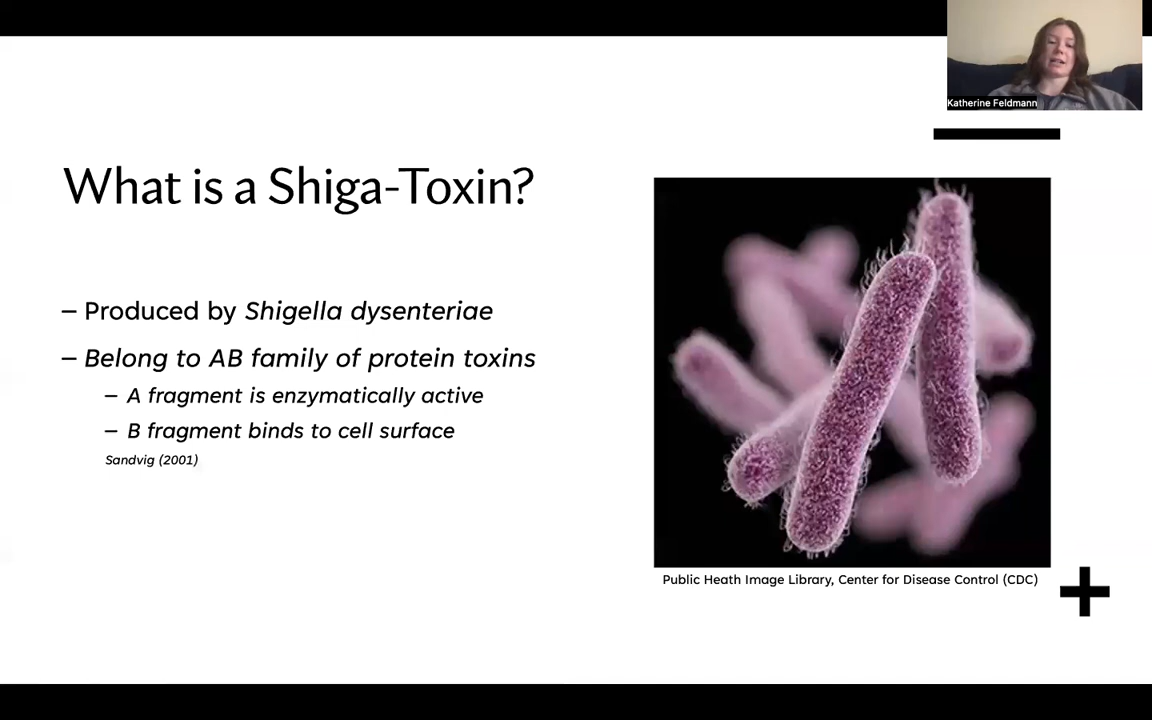 Katherine Feldmann
What is a Shiga-Toxin?
– Produced by Shigella dysenteriae
– Belong to AB family of protein toxins
– A fragment is enzymatically active
– B fragment binds to cell surface
Sandvig (2001)
Public Heath Image Library, Center for Disease Control (CDC)